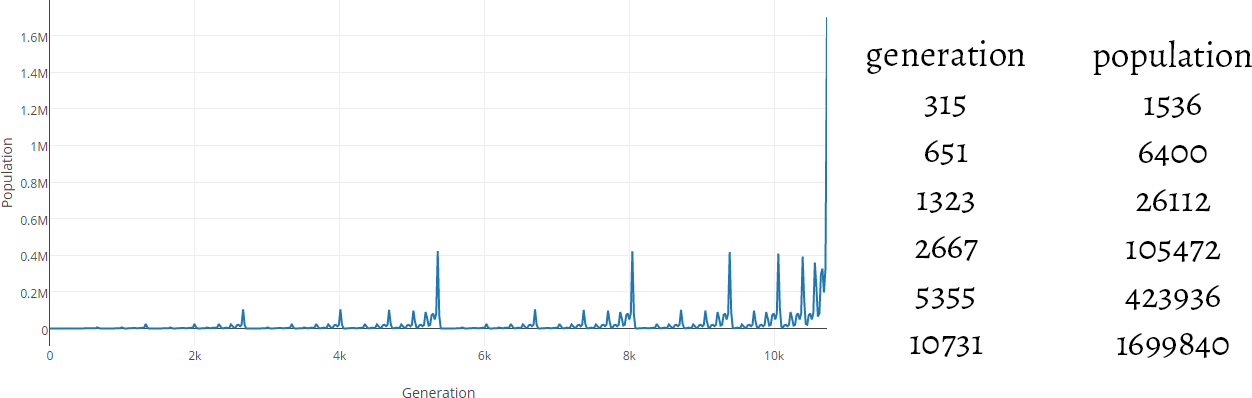 1.6M
1.4M
1.2M
1M
0.8M
0.6M
0.4M
0.2M
0
Population
0 2k 4k 6k 8k 10k
Generation
generation population
315 1536
651 6400
1323 26112
2667 105472
5355 423936
10731 1699840